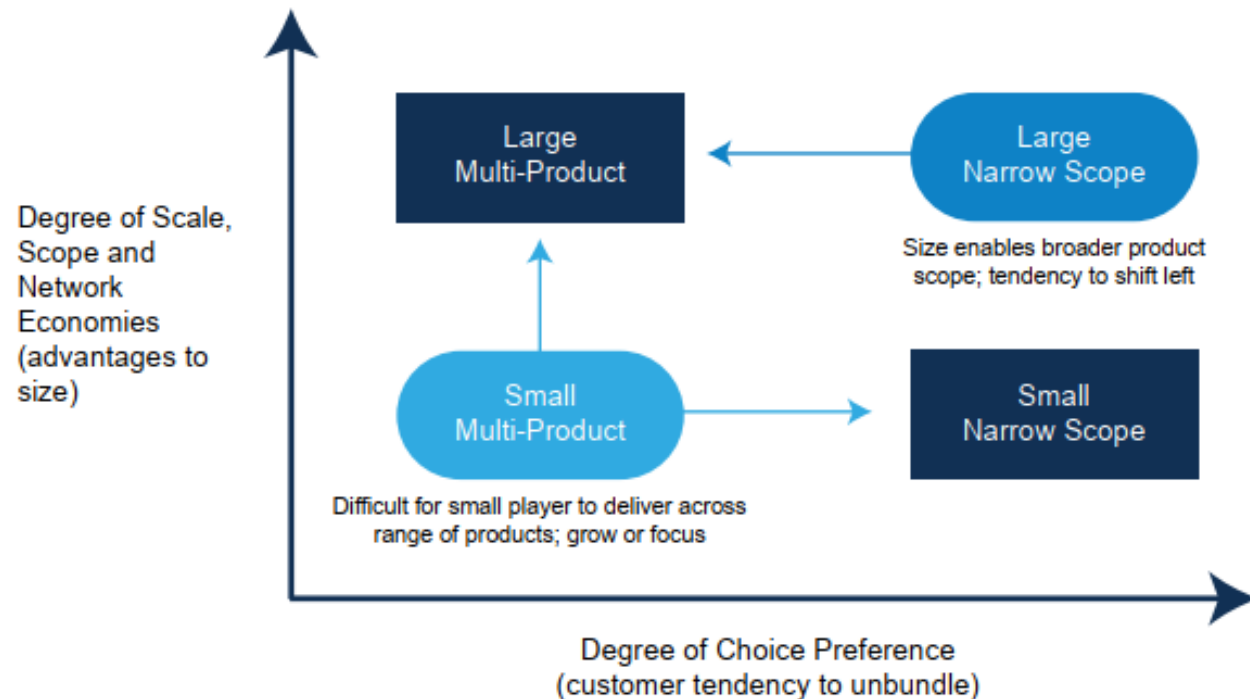 Large
Multi-Product
Large
Narrow Scope
Degree of Scale,
Scope and
Network
Economies
(advantages to
size)
Size enables broader product
scope; tendency to shift left
Small
Multi-Product
Small
Narrow Scope
Difficult for small player to deliver across
range of products; grow or focus
Degree of Choice Preference
(customer tendency to unbundle)